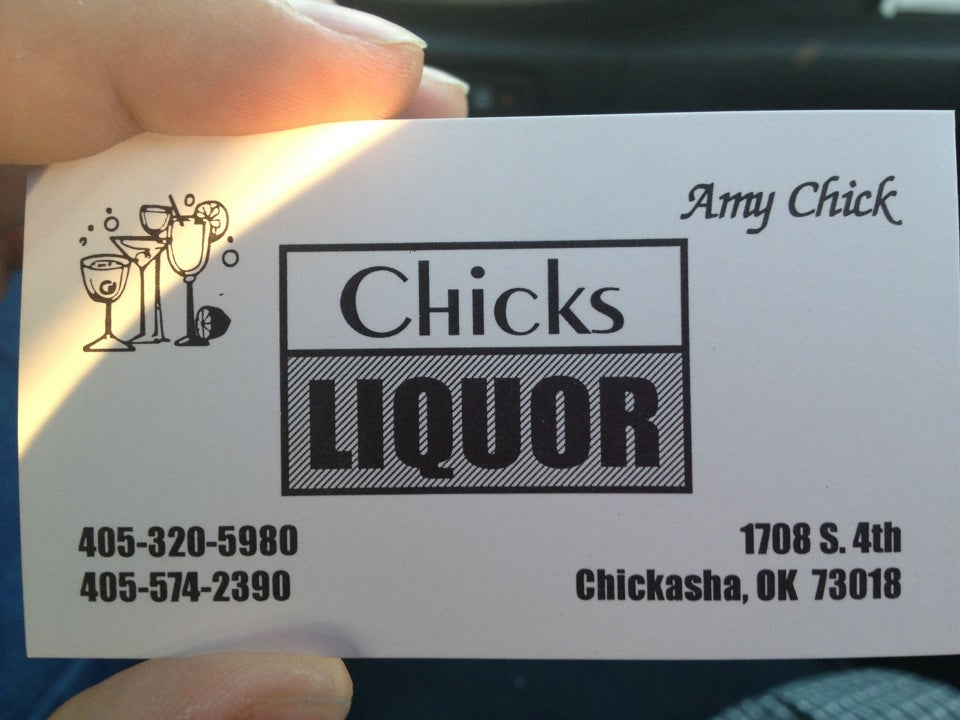 Amy Chick
Chicks
LIQUOR
405-320-5980
405-574-2390
1708 S. 4th
Chickasha, OK 73018